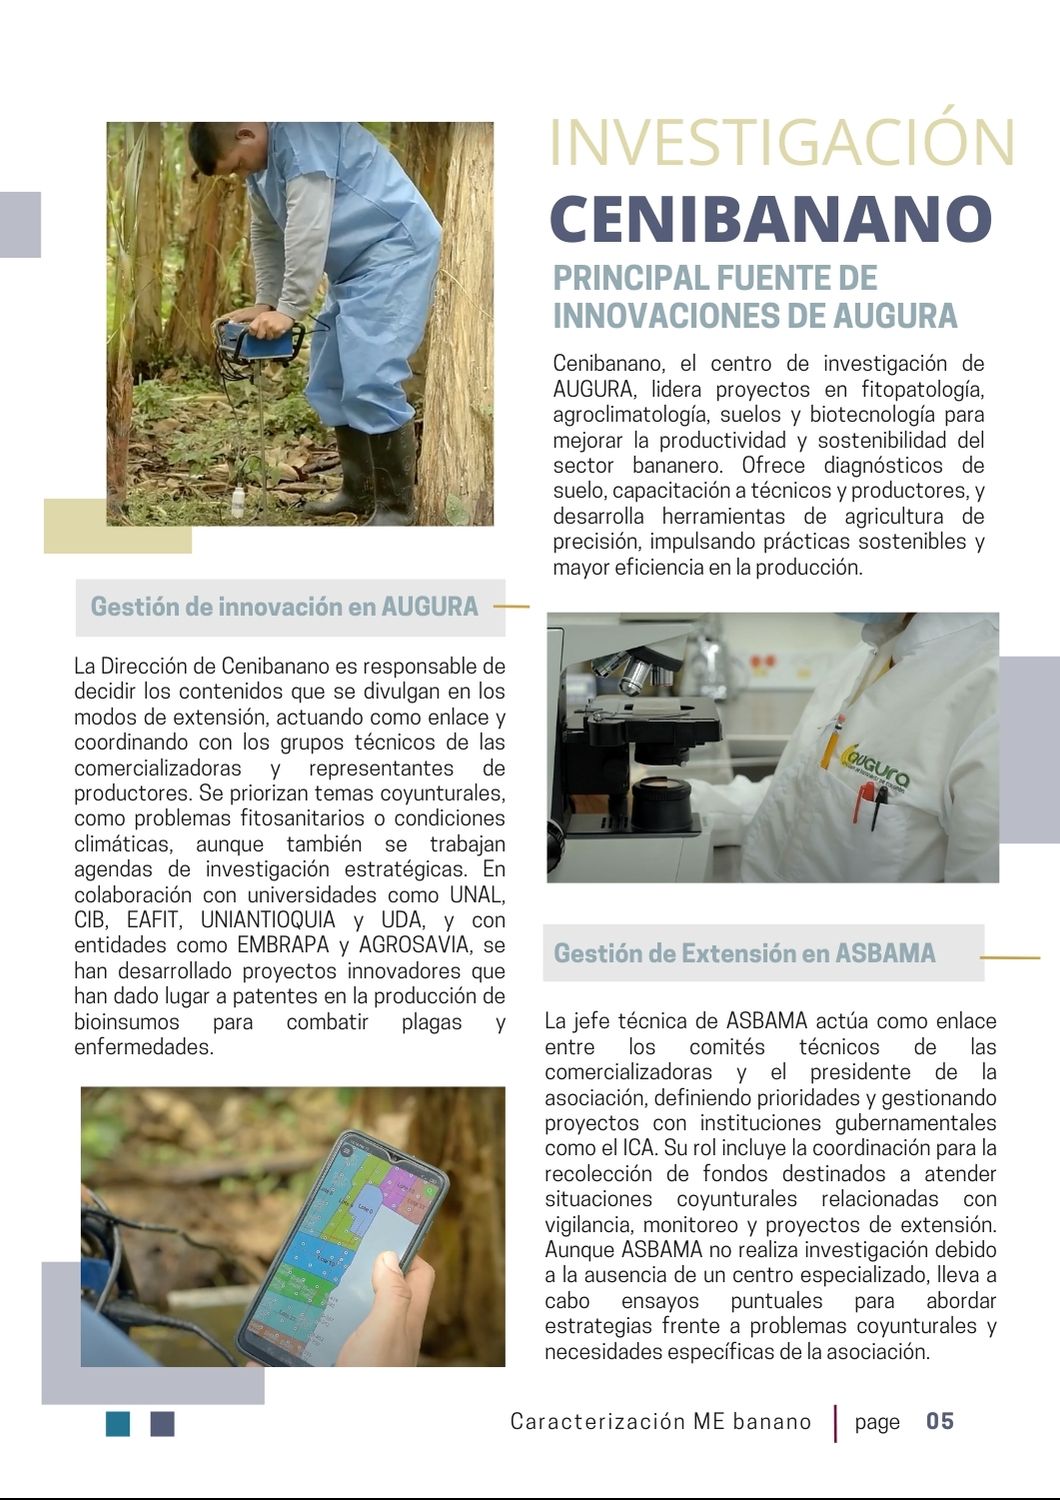 INVESTIGACIÓN
CENIBANANO
PRINCIPAL FUENTE DE
INNOVACIONES DE AUGURA
Cenibanano, el centro de investigación de
AUGURA, lidera proyectos en fitopatología,
agroclimatología, suelos y biotecnología para
mejorar la productividad y sostenibilidad del
sector bananero. Ofrece diagnósticos de
suelo, capacitación a técnicos y productores, y
desarrolla herramientas de agricultura de
precisión, impulsando prácticas sostenibles y
mayor eficiencia en la producción.
Gestión de innovación en AUGURA
La Dirección de Cenibanano es responsable de
decidir los contenidos que se divulgan en los
modos de extensión, actuando como enlace y
coordinando con los grupos técnicos de las
comercializadoras y representantes de
productores. Se priorizan temas coyunturales,
como problemas fitosanitarios o condiciones
climáticas, aunque también se trabajan
agendas de investigación estratégicas. En
colaboración con universidades como UNAL,
CIB, EAFIT, UNIANTIOQUIA y UDA, y con
entidades como EMBRAPA y AGROSAVIA, se
han desarrollado proyectos innovadores que
han dado lugar a patentes en la producción de
bioinsumos para combatir plagas y
enfermedades.
augura
Gestión de Extensión en ASBAMA
La jefe técnica de ASBAMA actúa como enlace
entre los comités técnicos de las
comercializadoras y el presidente de la
asociación, definiendo prioridades y gestionando
proyectos con instituciones gubernamentales
como el ICA. Su rol incluye la coordinación para la
recolección de fondos destinados a atender
situaciones coyunturales relacionadas con
vigilancia, monitoreo y proyectos de extensión.
Aunque ASBAMA no realiza investigación debido
a la ausencia de un centro especializado, lleva a
cabo ensayos puntuales para abordar
estrategias frente a problemas coyunturales y
necesidades específicas de la asociación.
Caracterización ME banano
page 05